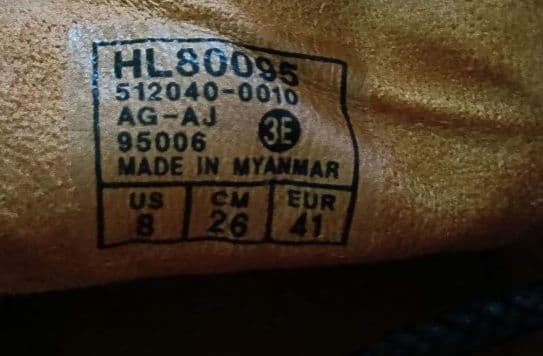 HL80095
512040-0010
AG-AJ
95006 3E
MADE IN MYANMAR
US CM EUR
8 26 41